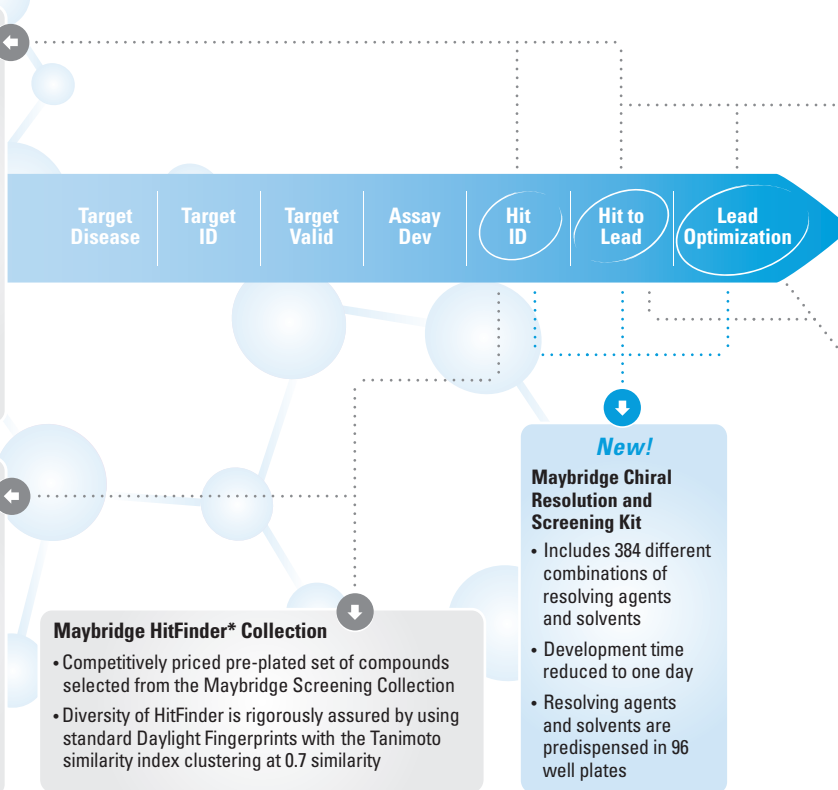 Target
Disease
Target
ID
Target
Valid
Assay
Dev
Hit
ID
Hit to
Lead
Lead
Optimization
New!
Maybridge Chiral
Resolution and
Screening Kit
• Includes 384 different
combinations of
resolving agents
and solvents
• Development time
reduced to one day
• Resolving agents
and solvents are
predispensed in 96
well plates
Maybridge HitFinder* Collection
• Competitively priced pre-plated set of compounds
selected from the Maybridge Screening Collection
• Diversity of HitFinder is rigorously assured by using
standard Daylight Fingerprints with the Tanimoto
similarity index clustering at 0.7 similarity